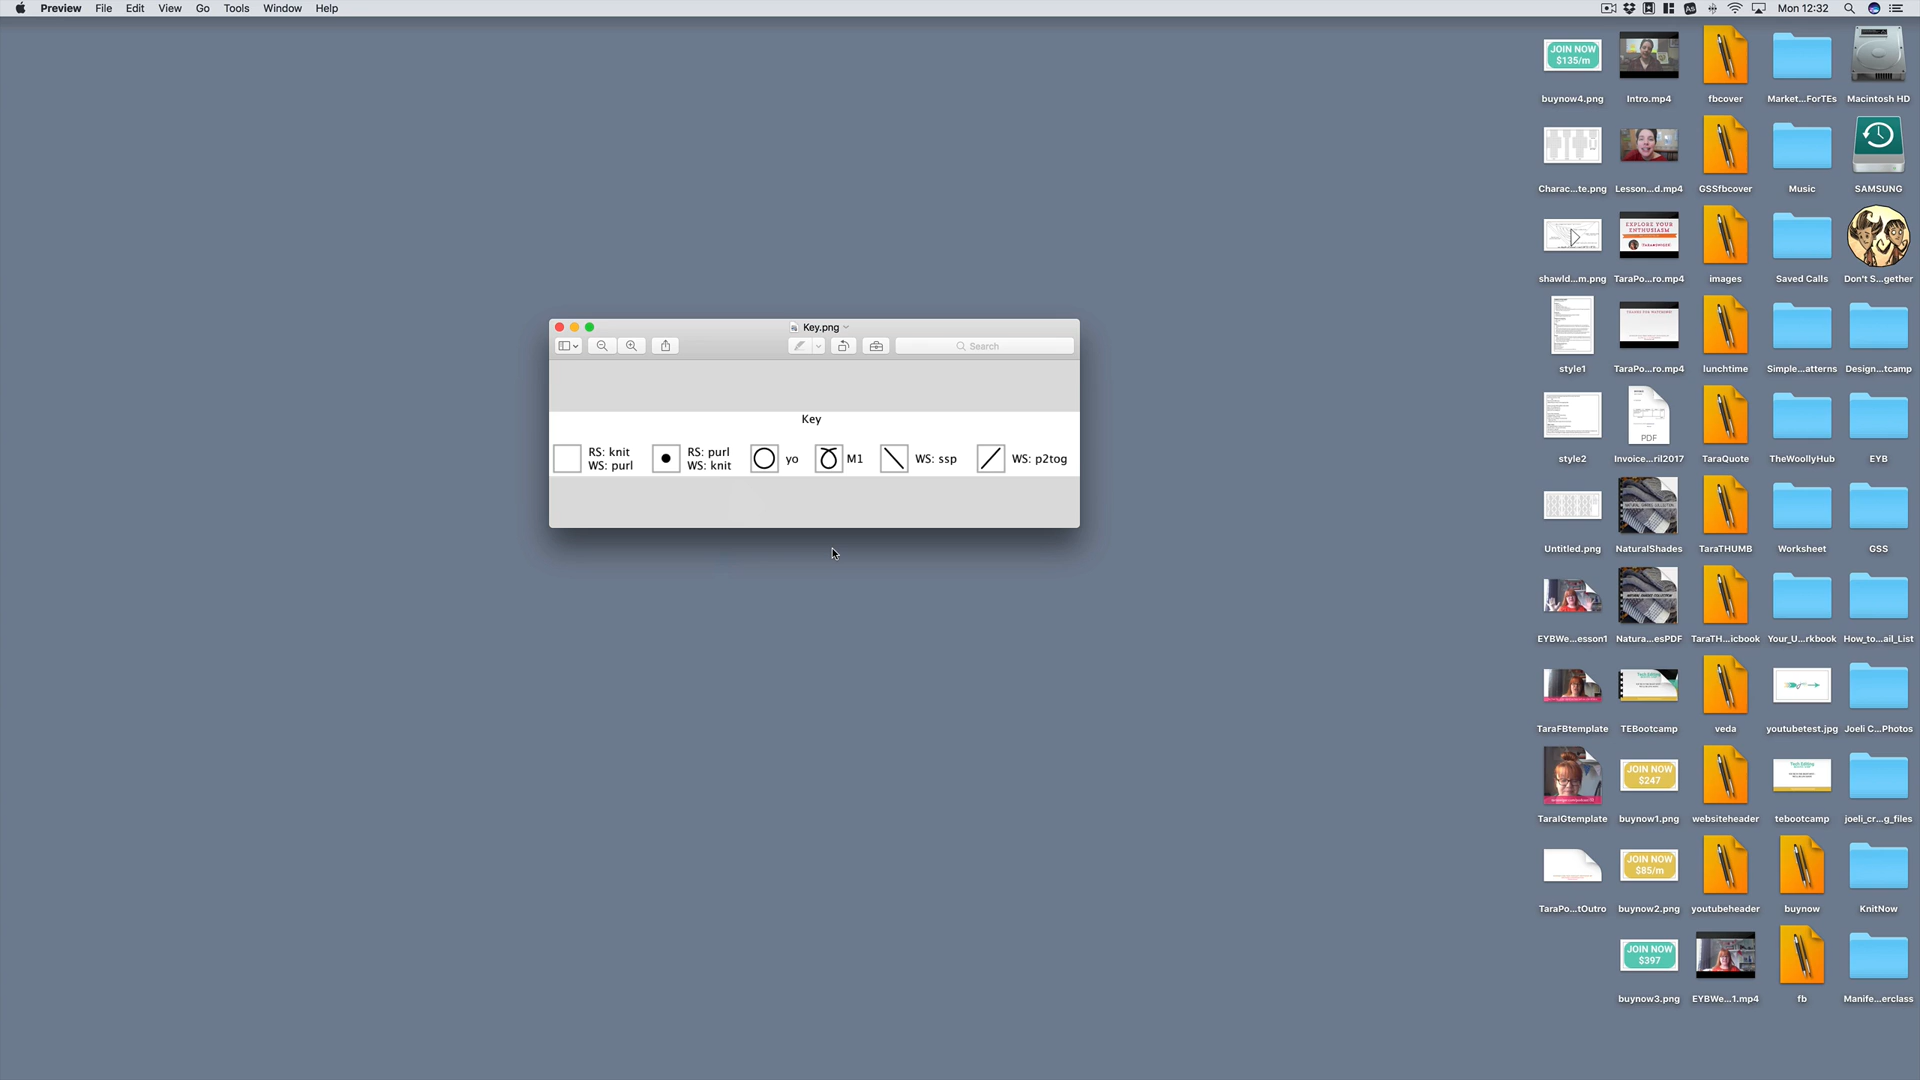 Preview File Edit View Go Tools Window Help
Mon 12:32
Key.png
Search
Key
RS: knit
WS: purl
RS: purl
WS: knit
yo
M1
WS: ssp
WS: p2tog
JOIN NOW
$135/m
buynow4.png
Intro.mp4
fbcover
Market...ForTEs
Macintosh HD
Charac...te.png
Lesson...d.mp4
GSSfbcover
Music
SAMSUNG
EXPLORE YOUR
ENTHUSIASM
shawld...m.png
TaraPo...ro.mp4
images
Saved Calls
Don't S...gether
style1
TaraPo...ro.mp4
lunchtime
Simple...atterns
Design...tcamp
PDF
style2
Invoice...ril2017
TaraQuote
TheWoollyHub
EYB
Untitled.png
NaturalShades
TaraTHUMB
Worksheet
GSS
EYBWe...esson1
Natura...esPDF
TaraTH...icbook
Your_U...rkbook
How_to...ail_List
TaraFBtemplate
TEBootcamp
veda
youtubetest.jpg
Joeli C...Photos
JOIN NOW
$247
TaraIGtemplate
buynow1.png
websiteheader
tebootcamp
joeli_cr...g_files
JOIN NOW
$85/m
TaraPo...tOutro
buynow2.png
youtubeheader
buynow
KnitNow
JOIN NOW
$397
buynow3.png
EYBWe...1.mp4
fb
Manife...erclass